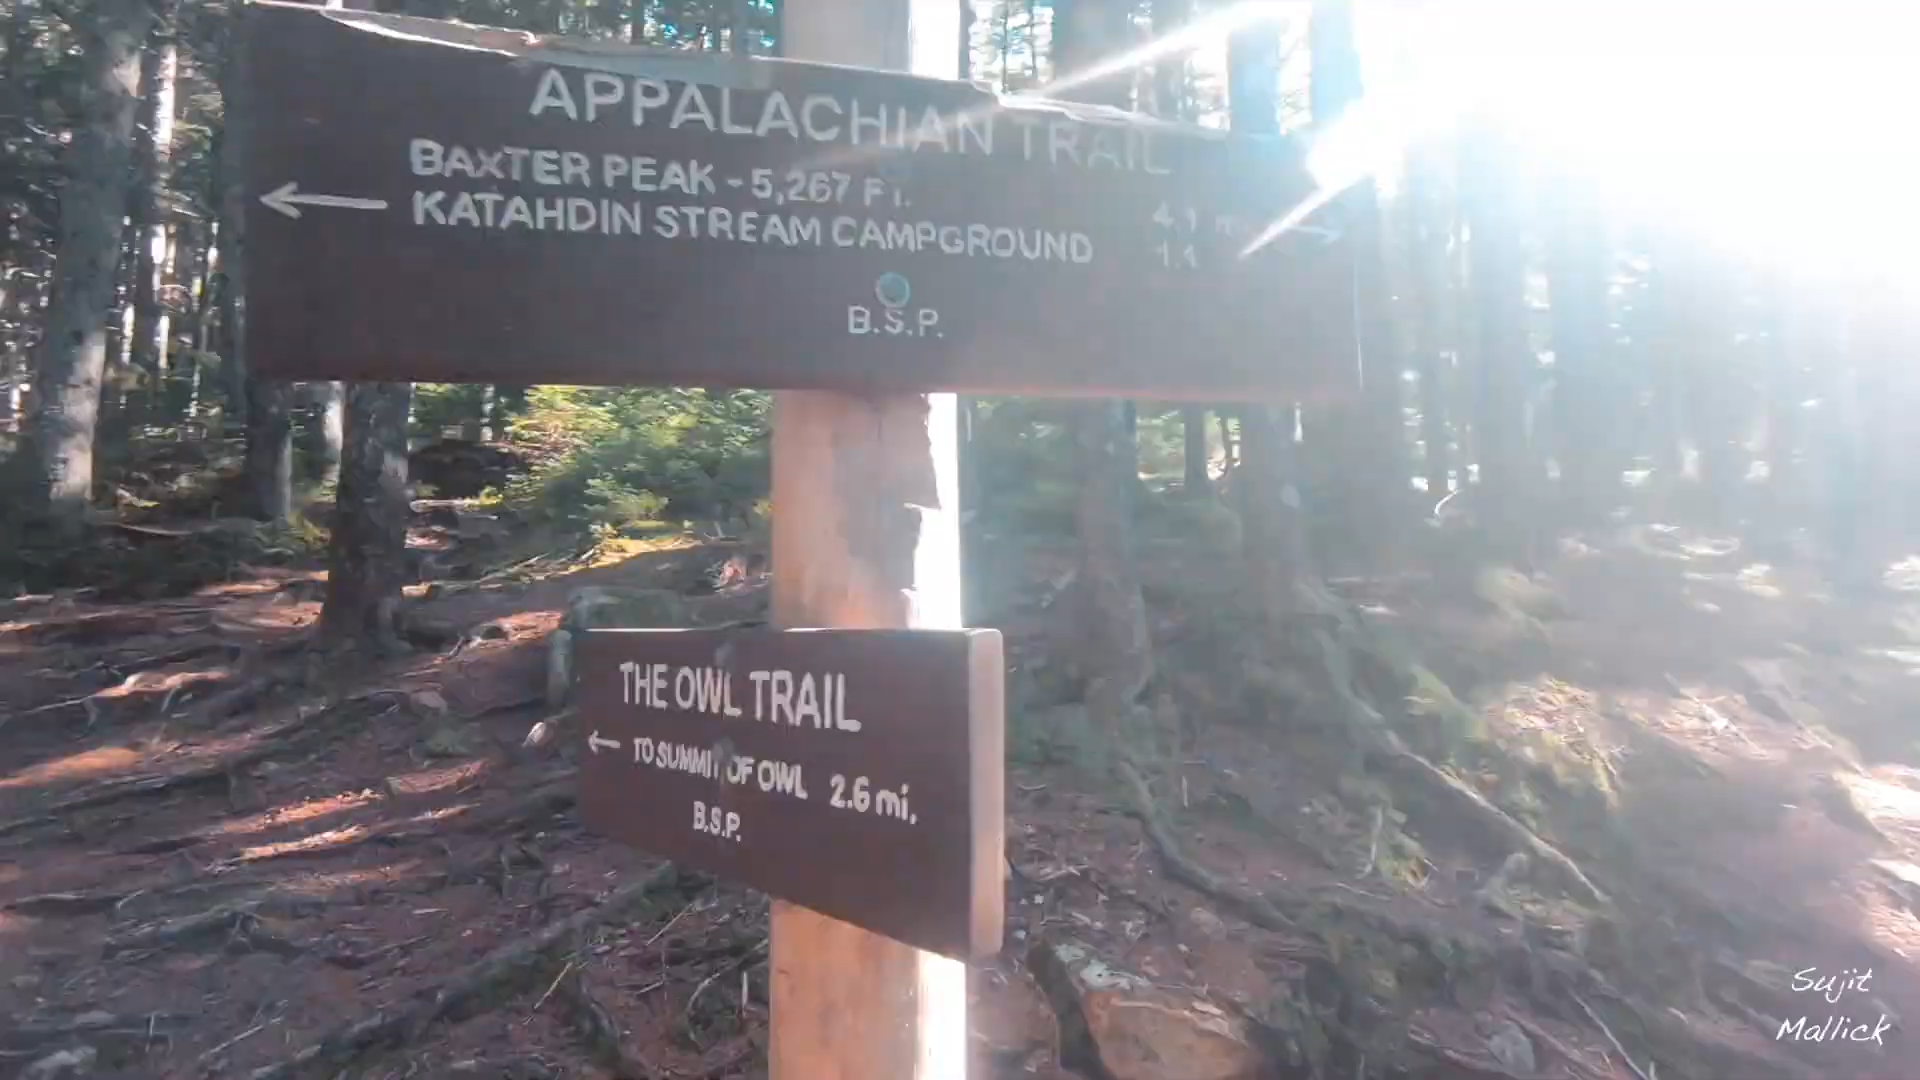 APPALACHIAN TRAIL
BAXTER PEAK - 5,267 FT.
KATAHDIN STREAM CAMPGROUND
B.S.P.
THE OWL TRAIL
TO SUMMIT OF OWL 2.6 mi.
B.S.P.
Sujit
Mallick